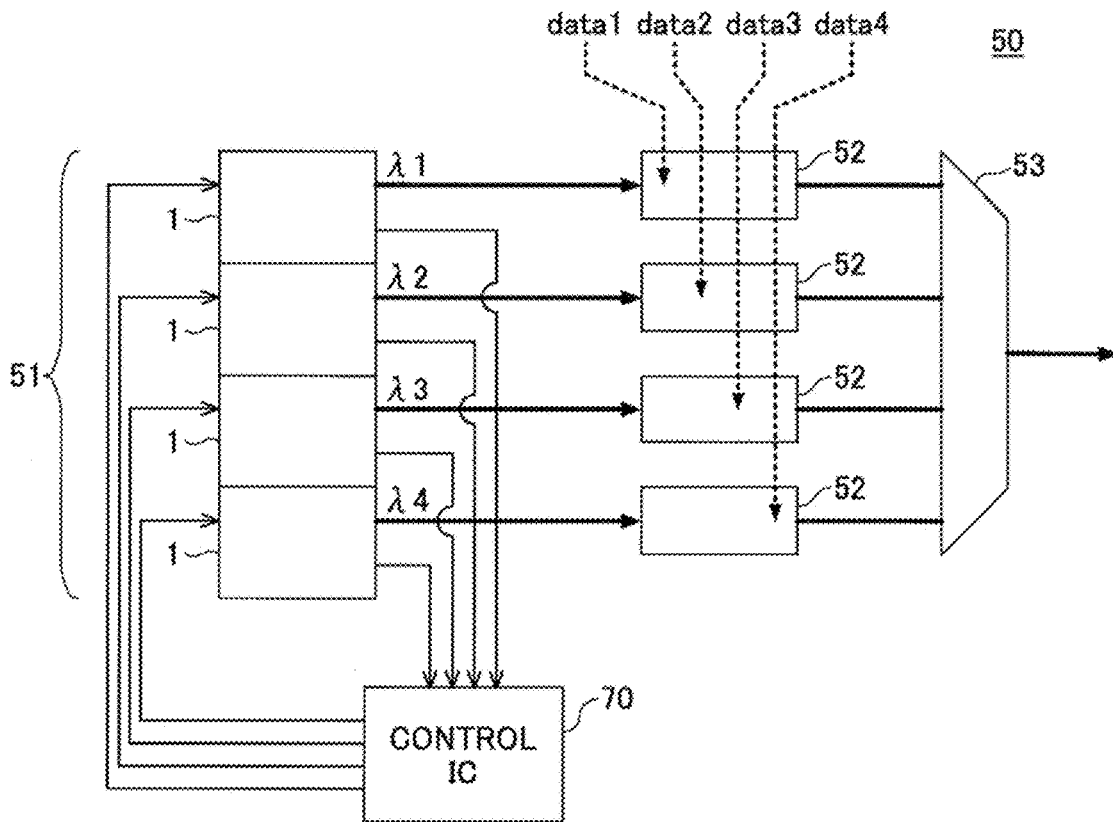 data1 data2 data3 data4
50
λ1
52
53
1
λ2
52
1
51
λ3
52
1
λ4
52
1
70
CONTROL
IC